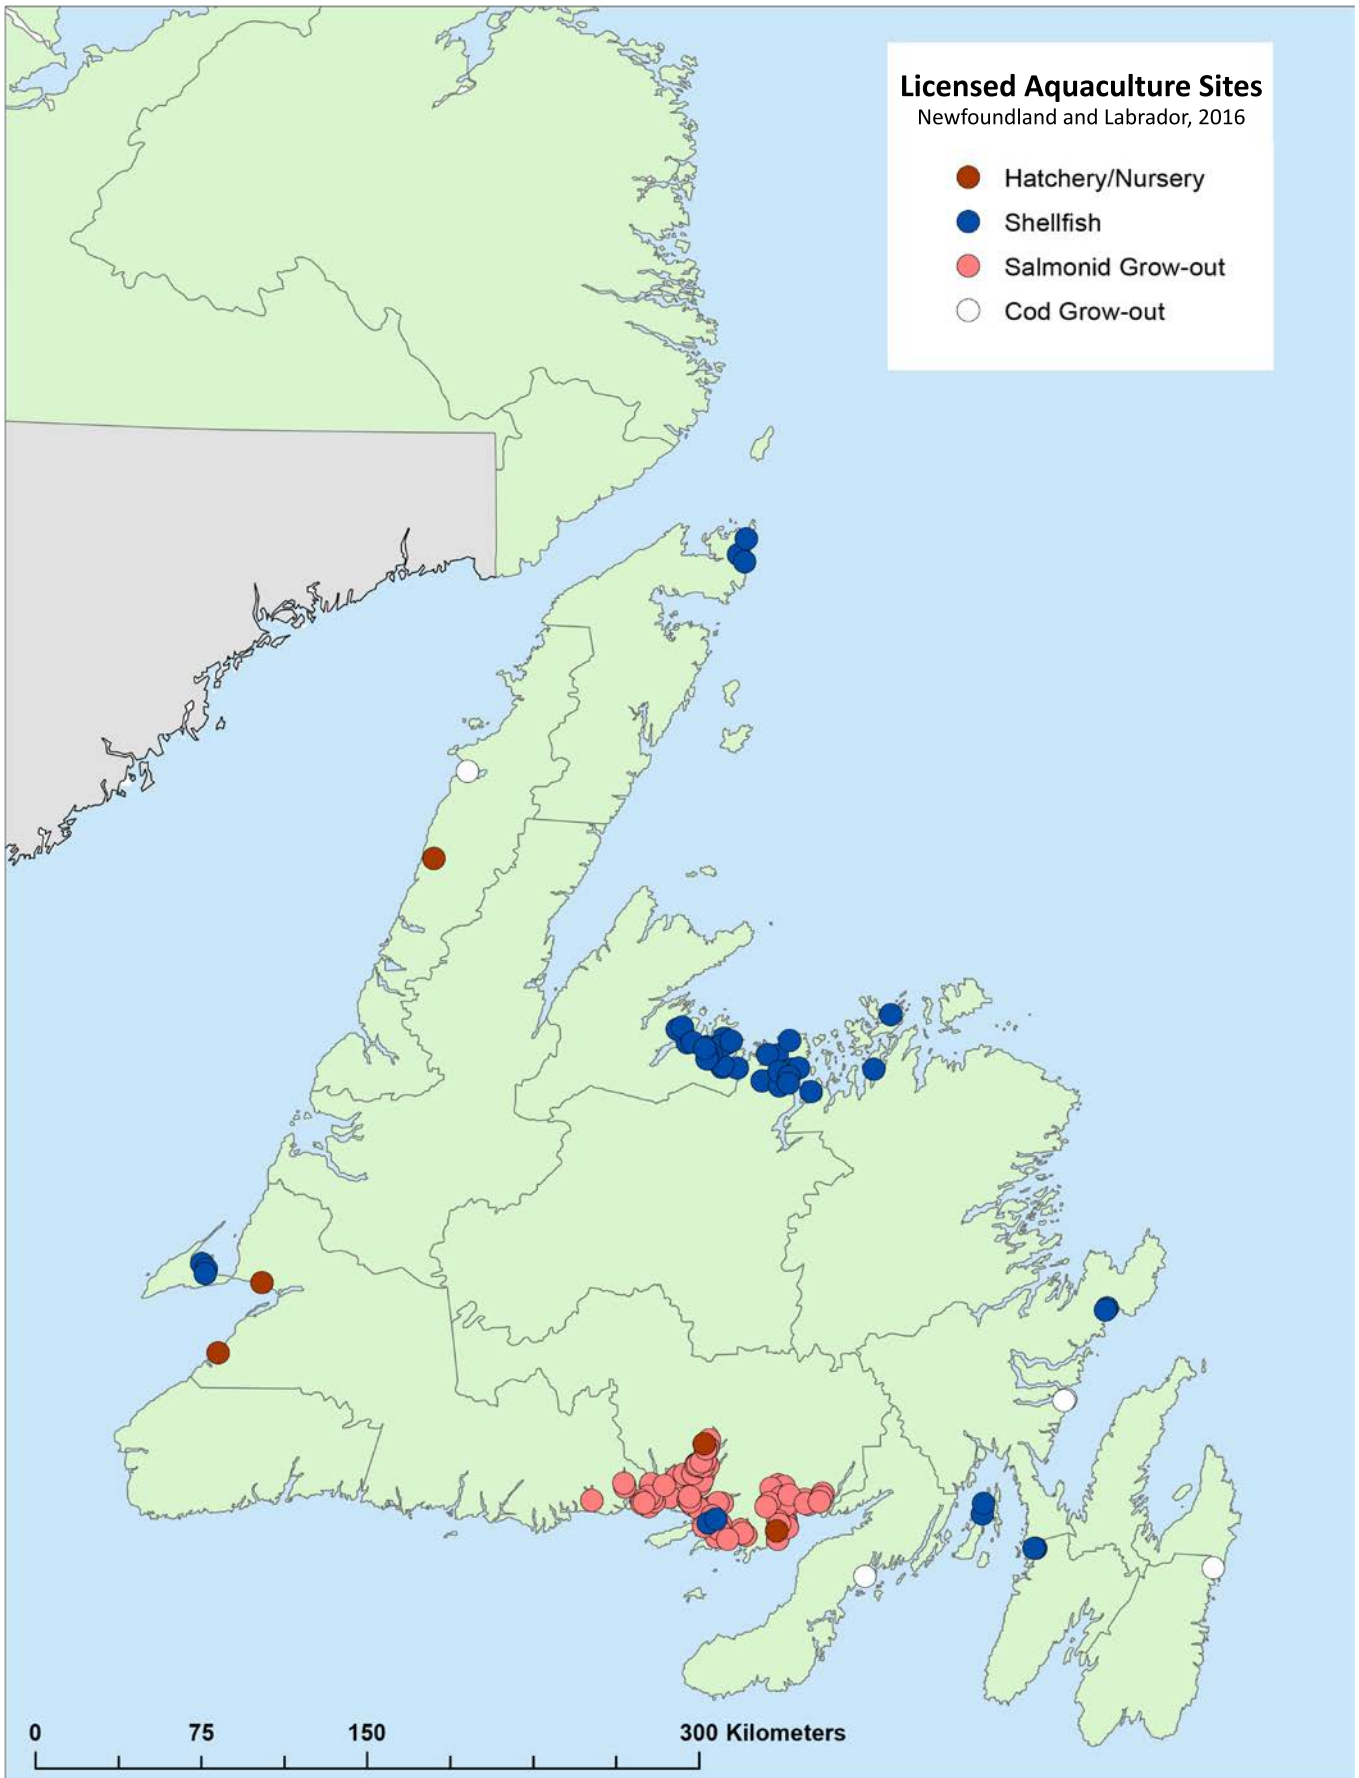 Licensed Aquaculture Sites
Newfoundland and Labrador, 2016
Hatchery/Nursery
Shellfish
Salmonid Grow-out
Cod Grow-out
0 75 150 300 Kilometers